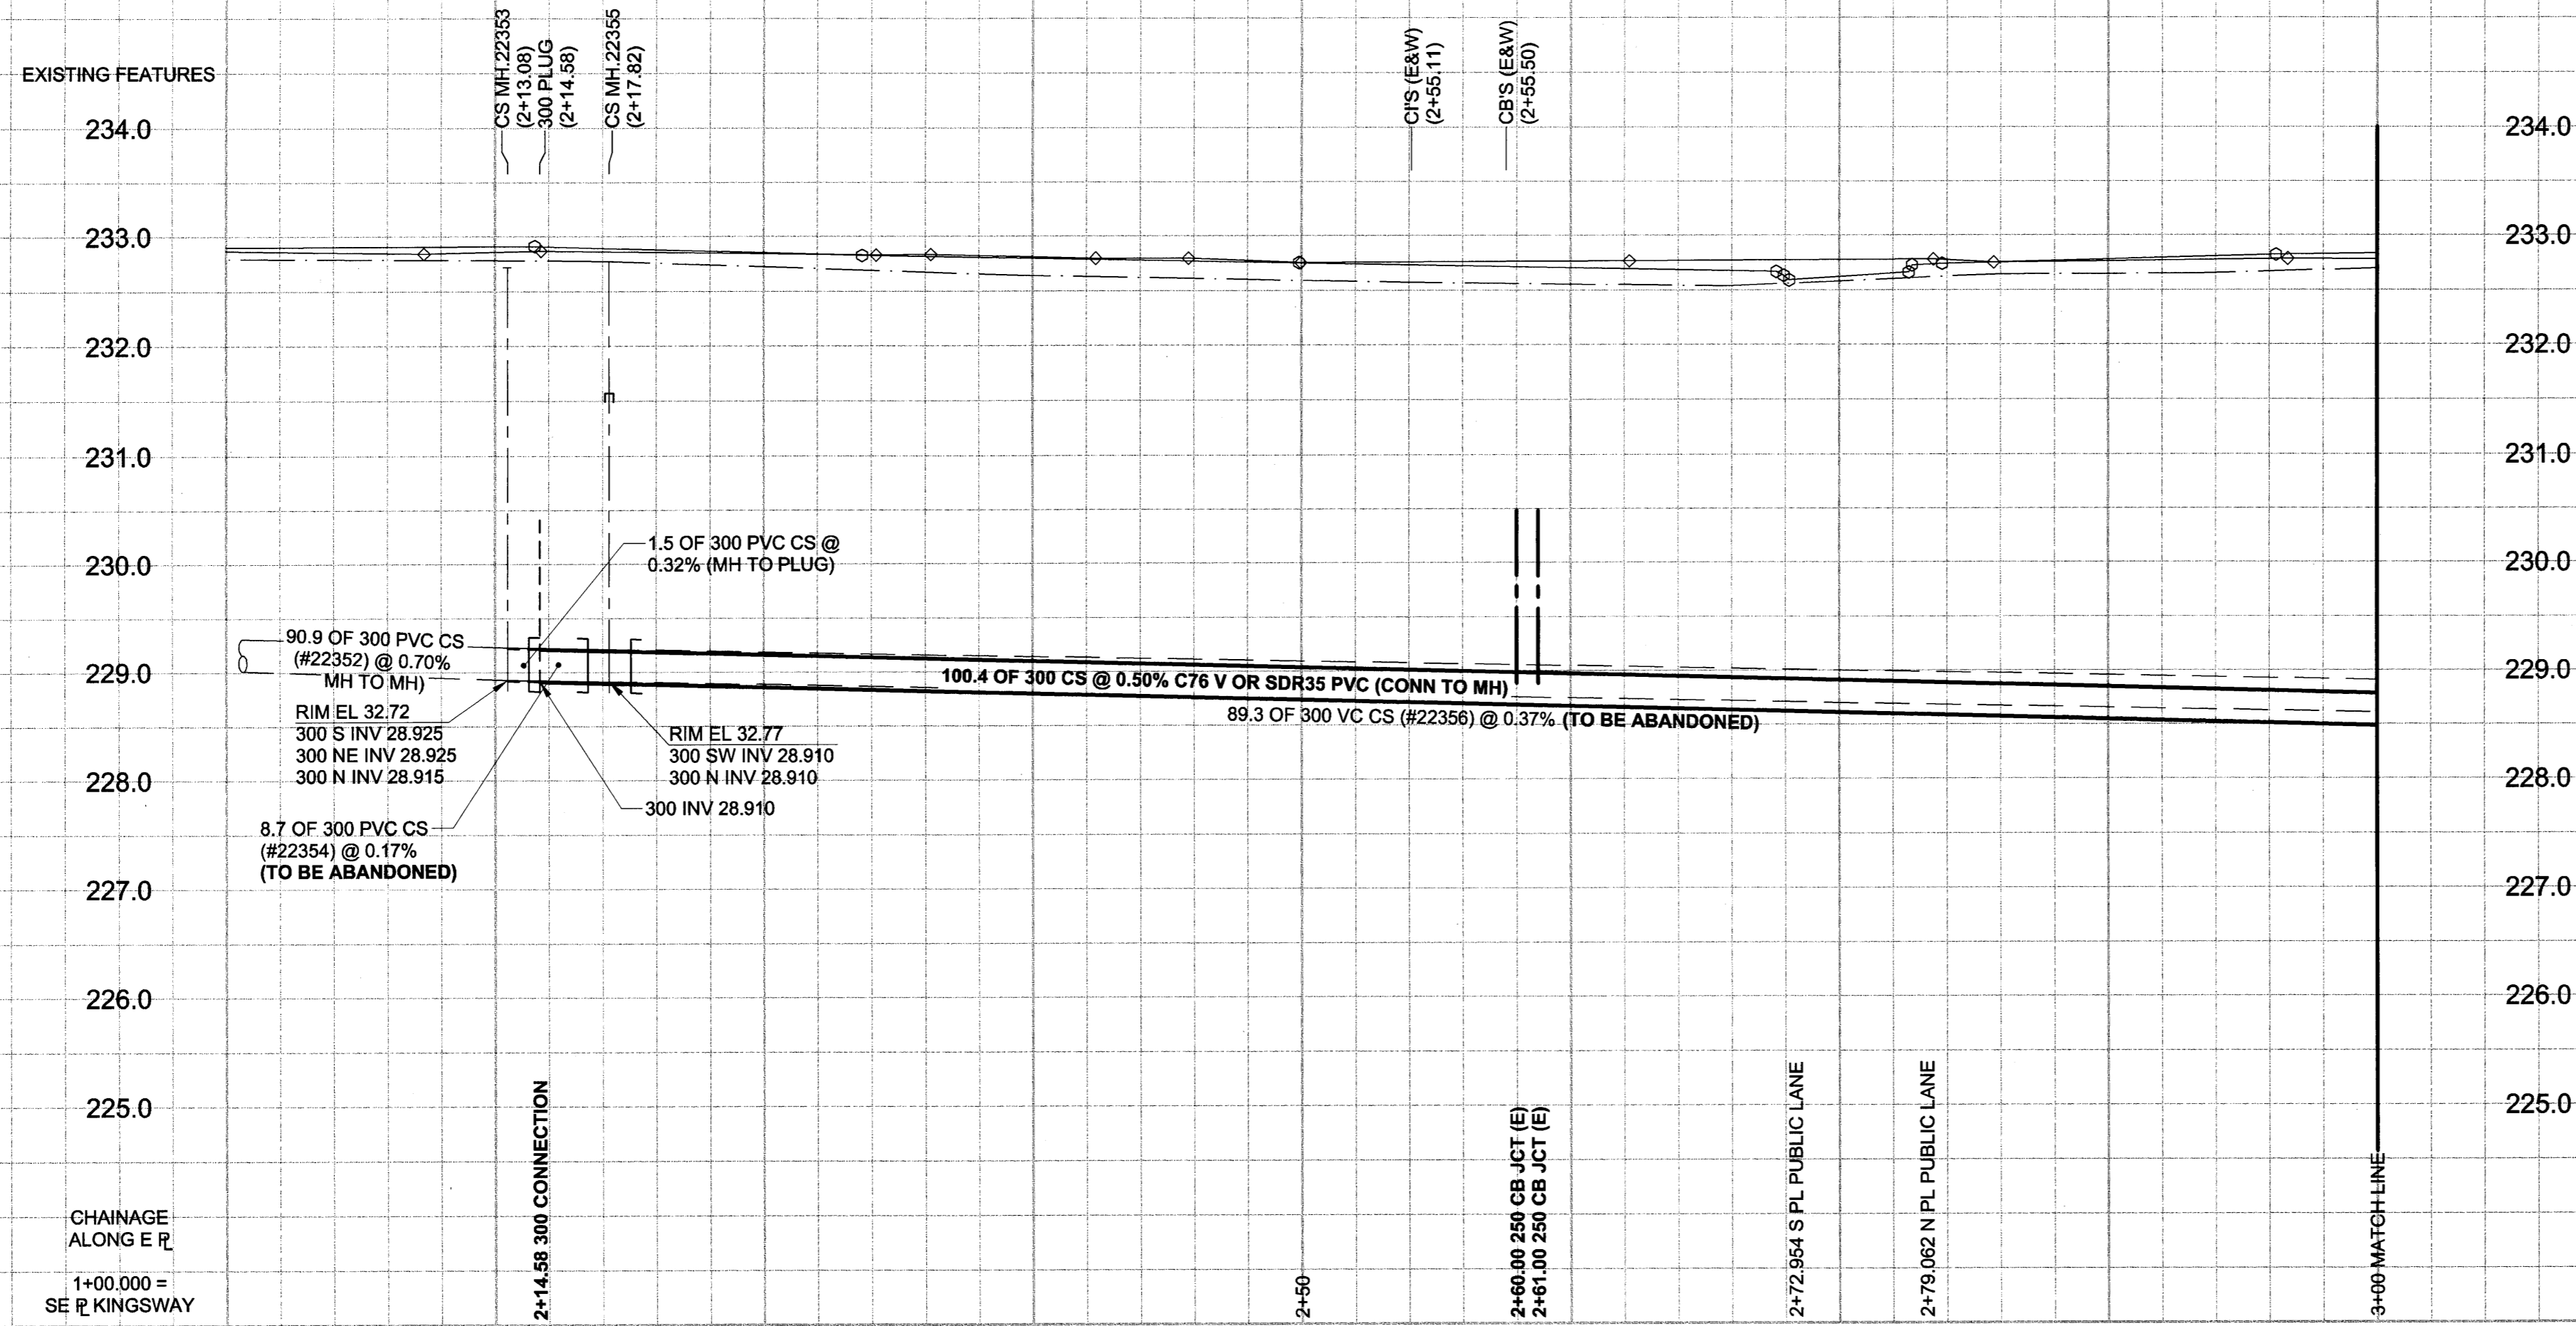 EXISTING FEATURES
CS MH.22353
(2+13.08)
300 PLUG
(2+14.58)
CS MH.22355
(2+17.82)
CI'S (E&W)
(2+55.11)
CB'S (E&W)
(2+55.50)
234.0
234.0
233.0
233.0
232.0
232.0
231.0
231.0
230.0
230.0
229.0
229.0
228.0
228.0
227.0
227.0
226.0
226.0
225.0
225.0
1.5 OF 300 PVC CS @
0.32% (MH TO PLUG)
90.9 OF 300 PVC CS
(#22352) @ 0.70%
MH TO MH)
100.4 OF 300 CS @ 0.50% C76 V OR SDR35 PVC (CONN TO MH)
89.3 OF 300 VC CS (#22356) @ 0.37% (TO BE ABANDONED)
RIM EL 32.72
300 S INV 28.925
300 NE INV 28.925
300 N INV 28.915
RIM EL 32.77
300 SW INV 28.910
300 N INV 28.910
300 INV 28.910
8.7 OF 300 PVC CS
(#22354) @ 0.17%
(TO BE ABANDONED)
CHAINAGE
ALONG E PL
1+00.000 =
SE PL KINGSWAY
2+14.58 300 CONNECTION
2+50
2+60.00 250 CB JCT (E)
2+61.00 250 CB JCT (E)
2+72.954 S PL PUBLIC LANE
2+79.062 N PL PUBLIC LANE
3+00 MATCH LINE